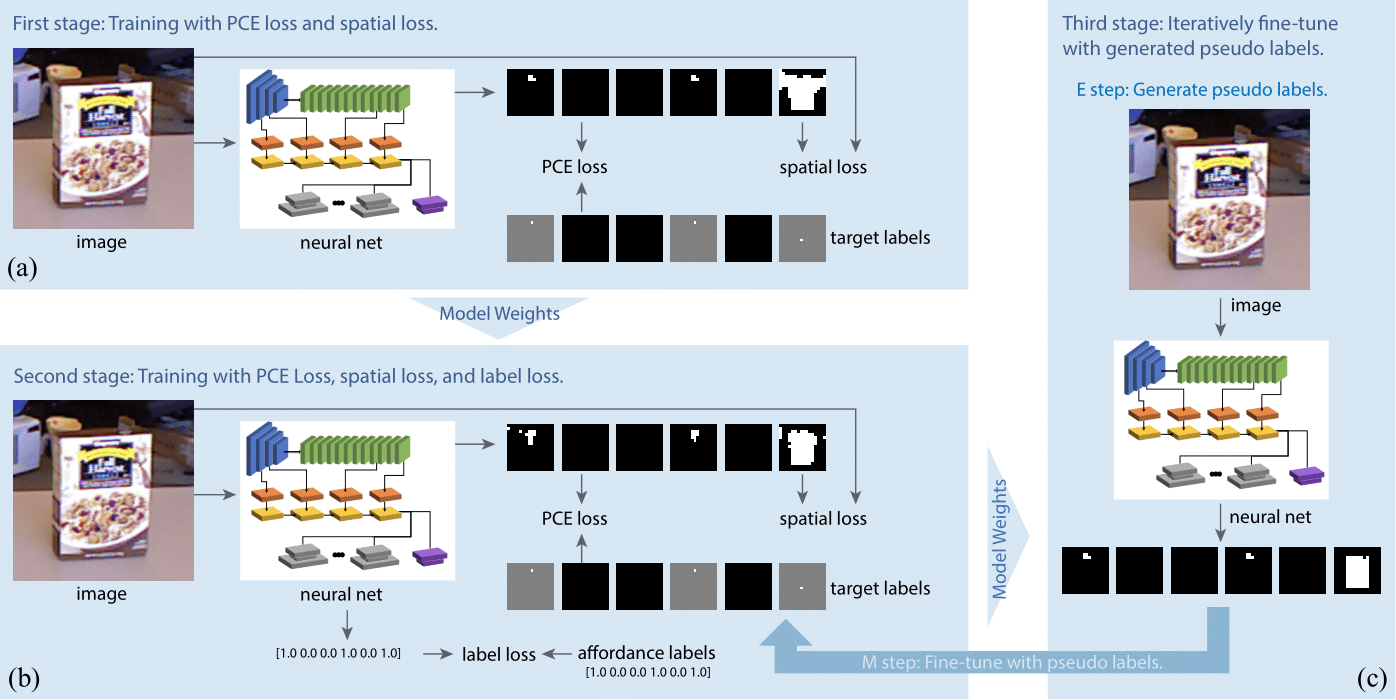 First stage: Training with PCE loss and spatial loss.
PCE loss
spatial loss
image
neural net
target labels
(a)
Model Weights
Second stage: Training with PCE Loss, spatial loss, and label loss.
PCE loss
spatial loss
image
neural net
target labels
[1.0 0.0 0.0 1.0 0.0 1.0]
label loss
affordance labels
[1.0 0.0 0.0 1.0 0.0 1.0]
(b)
Model Weights
Third stage: Iteratively fine-tune
with generated pseudo labels.
E step: Generate pseudo labels.
image
neural net
M step: Fine-tune with pseudo labels.
(c)